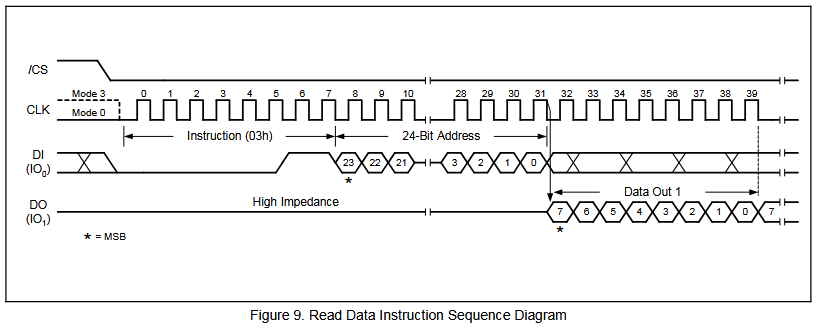 /CS
Mode 3 0 1 2 3 4 5 6 7 8 9 10 28 29 30 31 32 33 34 35 36 37 38 39
CLK Mode 0
Instruction (03h) 24-Bit Address
DI
(IO0) 23 22 21 3 2 1 0
* Data Out 1
DO High Impedance
(IO1) 7 6 5 4 3 2 1 0 7
* = MSB *
Figure 9. Read Data Instruction Sequence Diagram